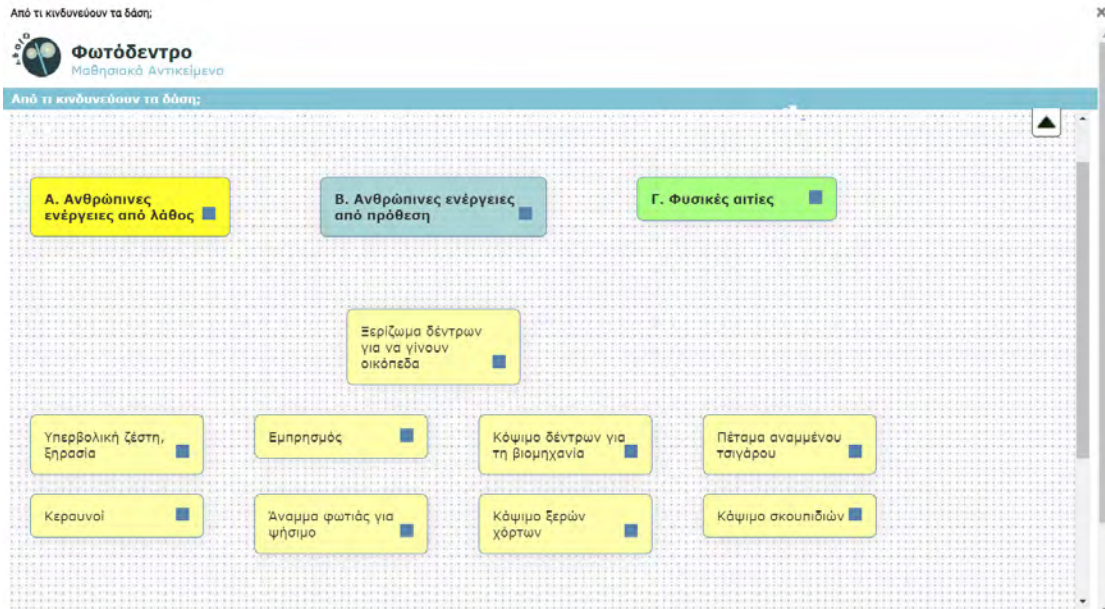 Από τι κινδυνεύουν τα δάση;
Φωτόδεντρο
Μαθησιακά Αντικείμενα
Από τι κινδυνεύουν τα δάση;
Α. Ανθρώπινες
ενέργειες από λάθος
Β. Ανθρώπινες ενέργειες
από πρόθεση
Γ. Φυσικές αιτίες
Ξερίζωμα δέντρων
για να γίνουν
οικόπεδα
Υπερβολική ζέστη,
ξηρασία
Εμπρησμός
Κόψιμο δέντρων για
τη βιομηχανία
Πέταμα αναμμένου
τσιγάρου
Κεραυνοί
Άναμμα φωτιάς για
ψήσιμο
Κάψιμο ξερών
χόρτων
Κάψιμο σκουπιδιών